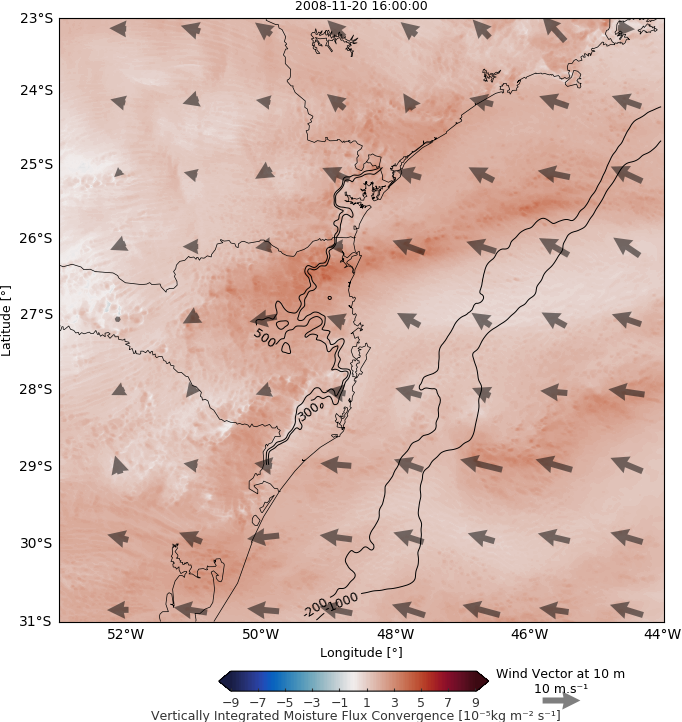 2008-11-20 16:00:00
23°S
24°S
25°S
26°S
27°S
28°S
29°S
30°S
31°S
Latitude [°]
500
300
-200
-1000
52°W 50°W 48°W 46°W 44°W
Longitude [°]
−9 −7 −5 −3 −1 1 3 5 7 9
Wind Vector at 10 m
10 m.s⁻¹
Vertically Integrated Moisture Flux Convergence [10⁻⁵kg m⁻² s⁻¹]